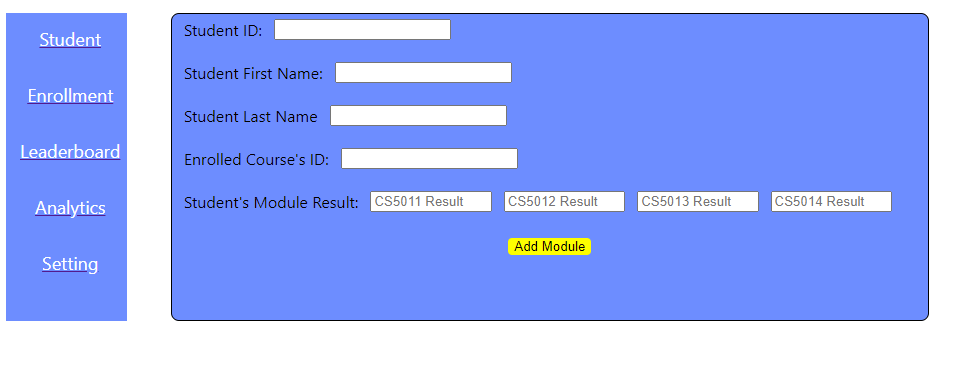 Student
Enrollment
Leaderboard
Analytics
Setting
Student ID:
Student First Name:
Student Last Name
Enrolled Course's ID:
Student's Module Result: CS5011 Result CS5012 Result CS5013 Result CS5014 Result
Add Module